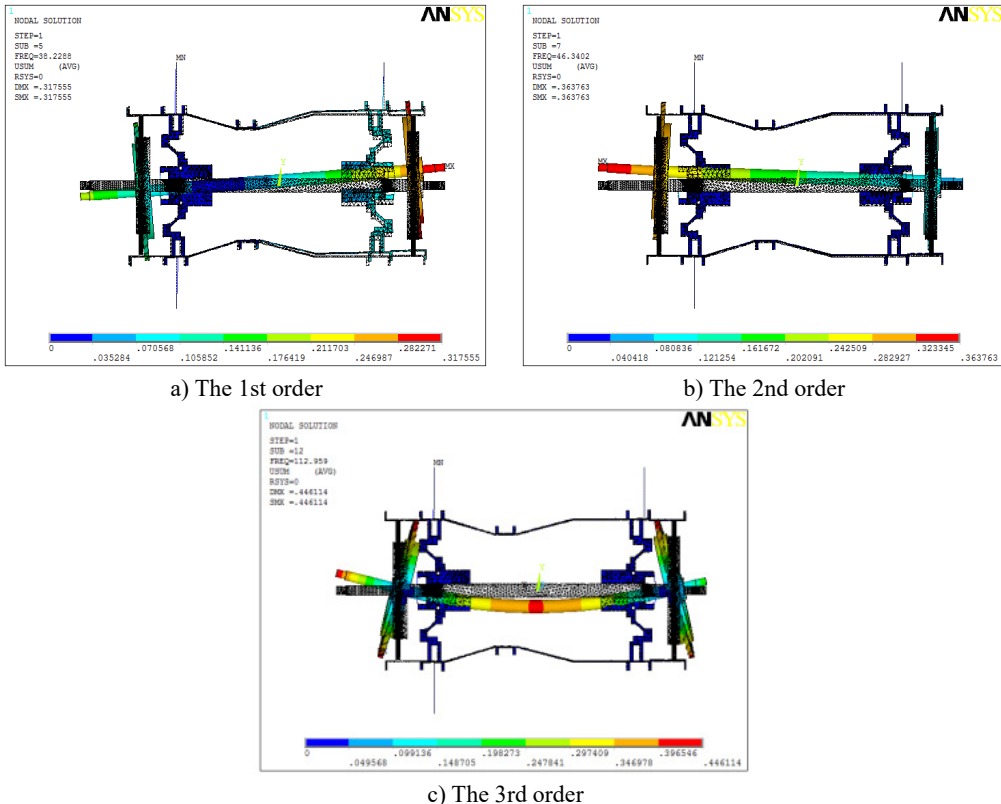 1
ANSYS
NODAL SOLUTION
STEP=1
SUB =5
FREQ=38.2288
USUM (AVG)
RSYS=0
DMX =.317555
SMX =.317555
MN
Y
MX
0 .070568 .141136 .211703 .282271
.035284 .105852 .176419 .246987 .317555
a) The 1st order
1
ANSYS
NODAL SOLUTION
STEP=1
SUB =7
FREQ=46.3402
USUM (AVG)
RSYS=0
DMX =.363763
SMX =.363763
MN
MX
Y
0 .080836 .161672 .242509 .323345
.040418 .121254 .202091 .282927 .363763
b) The 2nd order
1
ANSYS
NODAL SOLUTION
STEP=1
SUB =12
FREQ=112.959
USUM (AVG)
RSYS=0
DMX =.446114
SMX =.446114
MN
Y
0 .099136 .198273 .297409 .396546
.049568 .148705 .247841 .346978 .446114
c) The 3rd order